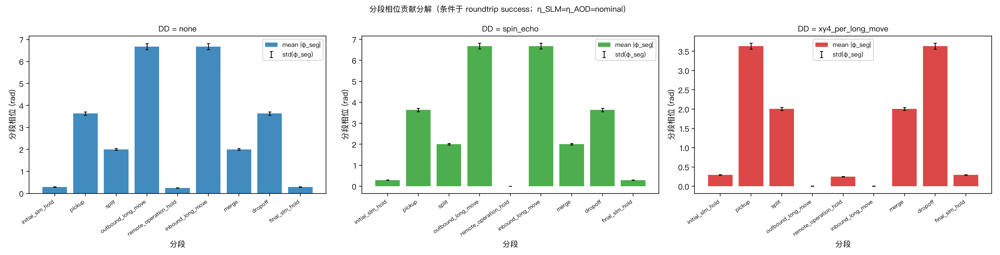 分段相位贡献分解（条件于 roundtrip success；η_SLM=η_AOD=nominal）
DD = none
mean |φ_seg|
std(φ_seg)
分段相位 (rad)
7
6
5
4
3
2
1
0
initial_slm_hold
pickup
split
outbound_long_move
remote_operation_hold
inbound_long_move
merge
dropoff
final_slm_hold
分段
DD = spin_echo
mean |φ_seg|
std(φ_seg)
分段相位 (rad)
7
6
5
4
3
2
1
0
initial_slm_hold
pickup
split
outbound_long_move
remote_operation_hold
inbound_long_move
merge
dropoff
final_slm_hold
分段
DD = xy4_per_long_move
mean |φ_seg|
std(φ_seg)
分段相位 (rad)
3.5
3.0
2.5
2.0
1.5
1.0
0.5
0.0
initial_slm_hold
pickup
split
outbound_long_move
remote_operation_hold
inbound_long_move
merge
dropoff
final_slm_hold
分段